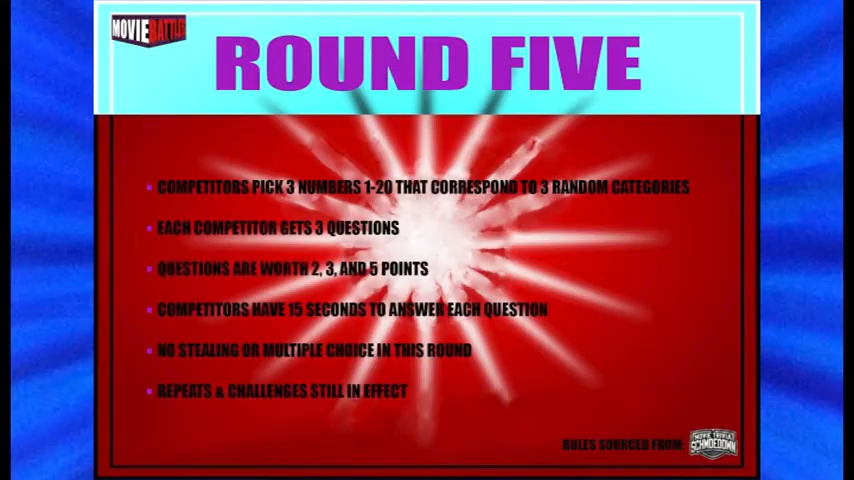 MOVIEBATTLES
ROUND FIVE
COMPETITORS PICK 3 NUMBERS 1-20 THAT CORRESPOND TO 3 RANDOM CATEGORIES
EACH COMPETITOR GETS 3 QUESTIONS
QUESTIONS ARE WORTH 2, 3, AND 5 POINTS
COMPETITORS HAVE 15 SECONDS TO ANSWER EACH QUESTION
NO STEALING OR MULTIPLE CHOICE IN THIS ROUND
REPEATS & CHALLENGES STILL IN EFFECT
RULES SOURCED FROM:
MOVIE TRIVIA
SCHMOEDOWN